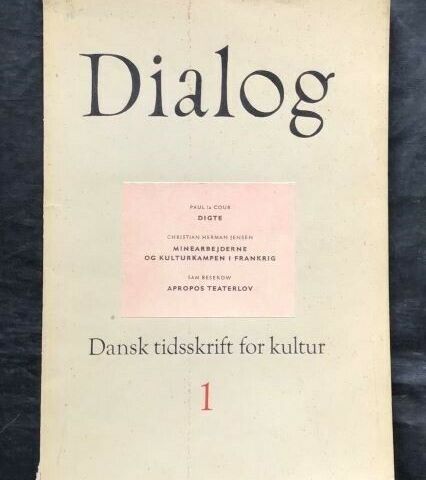 Dialog
PAUL la COUR
DIGTE
CHRISTIAN HERMAN JENSEN
MINEARBEJDERNE
OG KULTURKAMPEN I FRANKRIG
SAM BESEKOW
APROPOS TEATERLOV
Dansk tidsskrift for kultur
1